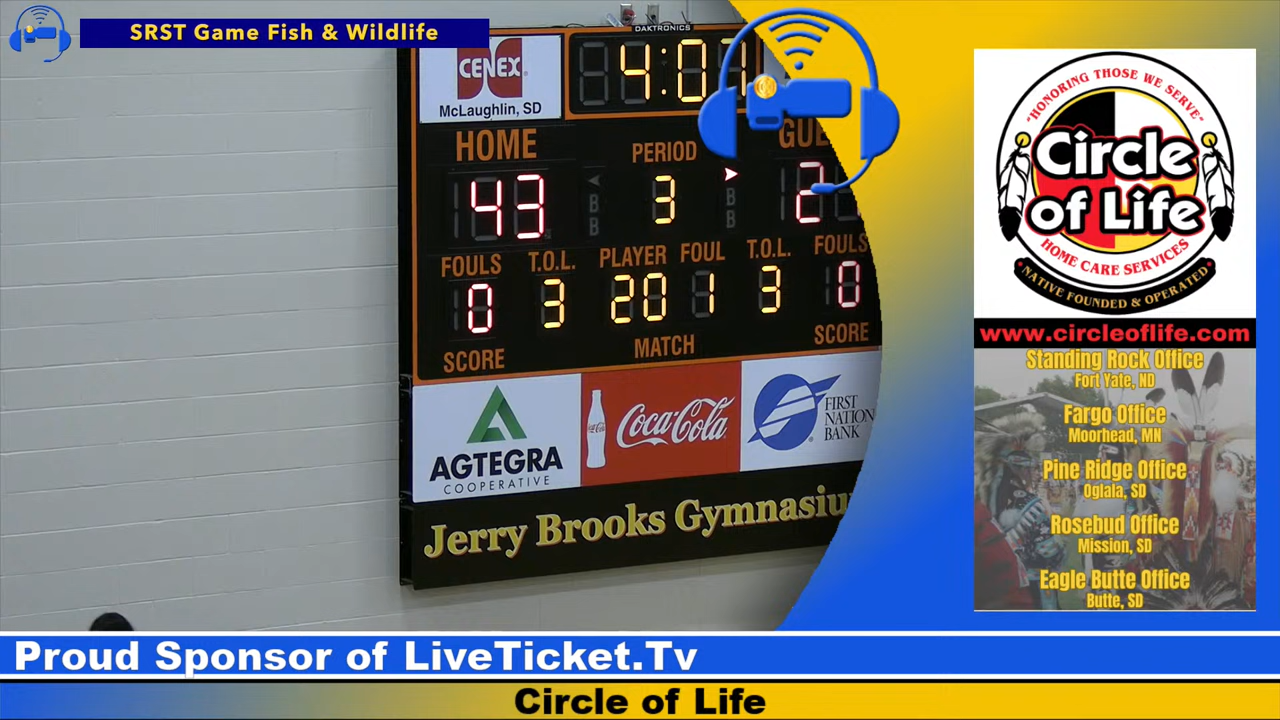 SRST Game Fish & Wildlife
DAKTRONICS
CENEX
McLaughlin, SD
4:07
HOME
PERIOD
43
3
2
B B
B B
FOULS T.O.L. PLAYER FOUL T.O.L. FOULS
0 3 20 1 3 0
SCORE
MATCH
SCORE
AGTEGRA
COOPERATIVE
Coca-Cola
FIRST
NATIONAL
BANK
Jerry Brooks
"HONORING THOSE WE SERVE"
Circle
of Life
HOME CARE SERVICES
NATIVE FOUNDED & OPERATED
www.circleoflife.com
Standing Rock Office
Fort Yate, ND
Fargo Office
Moorhead, MN
Pine Ridge Office
Oglala, SD
Rosebud Office
Mission, SD
Eagle Butte Office
Butte, SD
Proud Sponsor of LiveTicket.Tv
Circle of Life